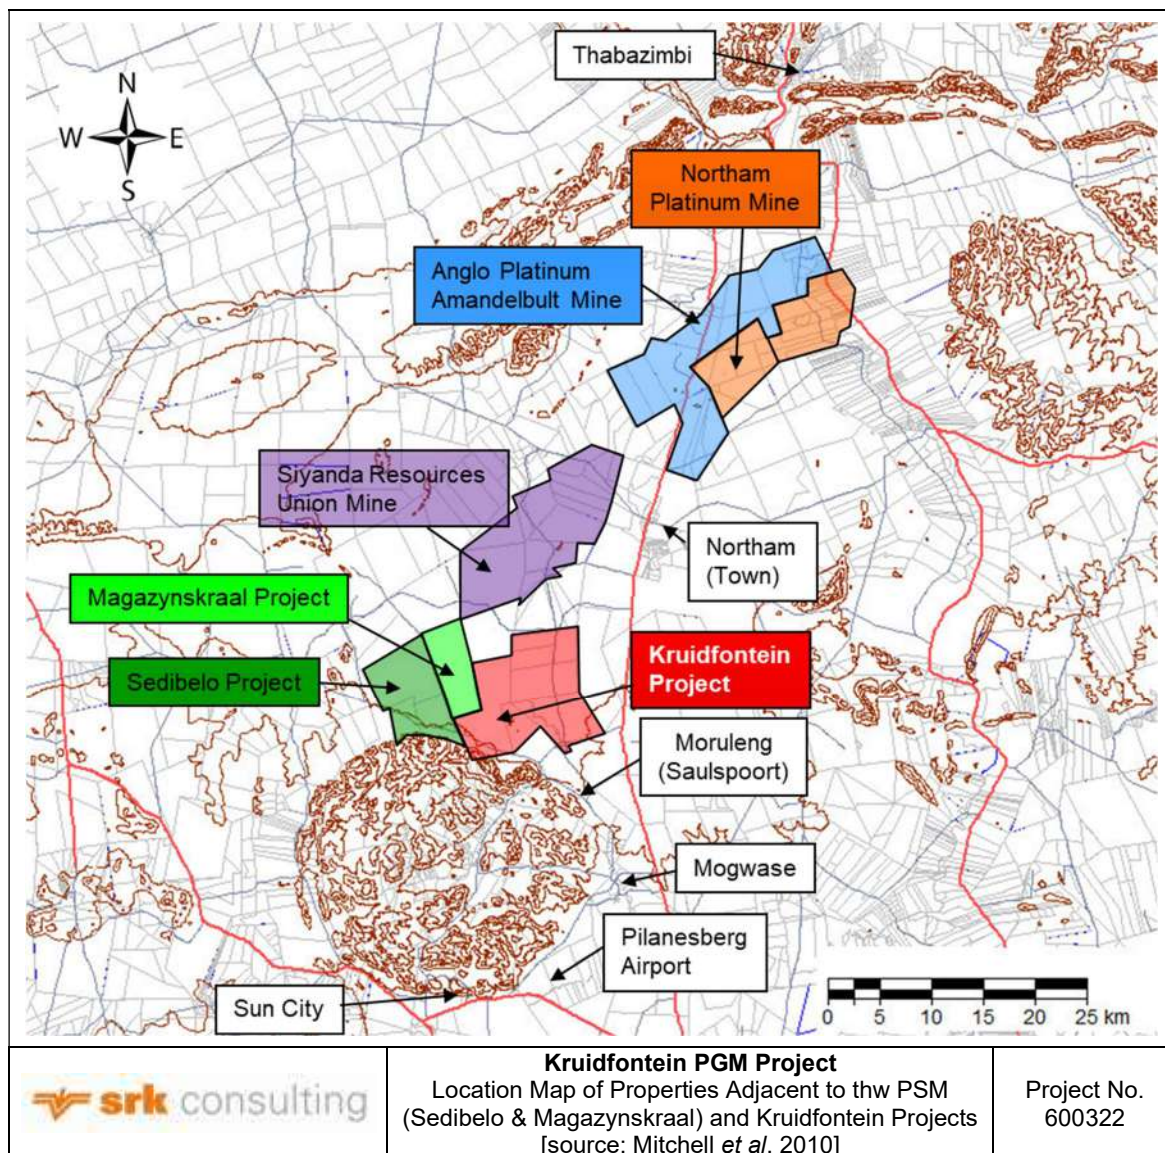 Thabazimbi
N
W E
S
Northam
Platinum Mine
Anglo Platinum
Amandelbult Mine
Siyanda Resources
Union Mine
Northam
(Town)
Magazynskraal Project
Kruidfontein
Project
Sedibelo Project
Moruleng
(Saulspoort)
Mogwase
Pilanesberg
Airport
Sun City
0 5 10 15 20 25 km
srk consulting
Kruidfontein PGM Project
Location Map of Properties Adjacent to thw PSM
(Sedibelo & Magazynskraal) and Kruidfontein Projects
[source: Mitchell et al. 2010]
Project No.
600322